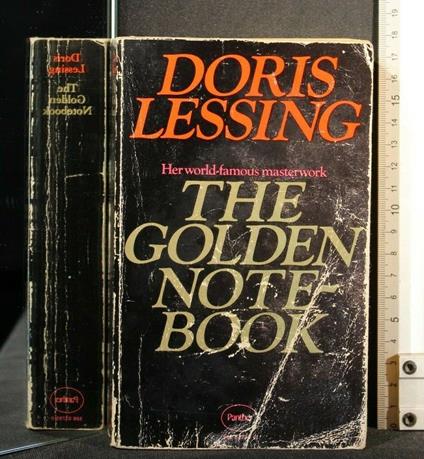 DORIS
LESSING
Her world-famous masterwork
THE
GOLDEN
NOTE-
BOOK
Panther
Doris
Lessing
The
Golden
Notebook
Panther